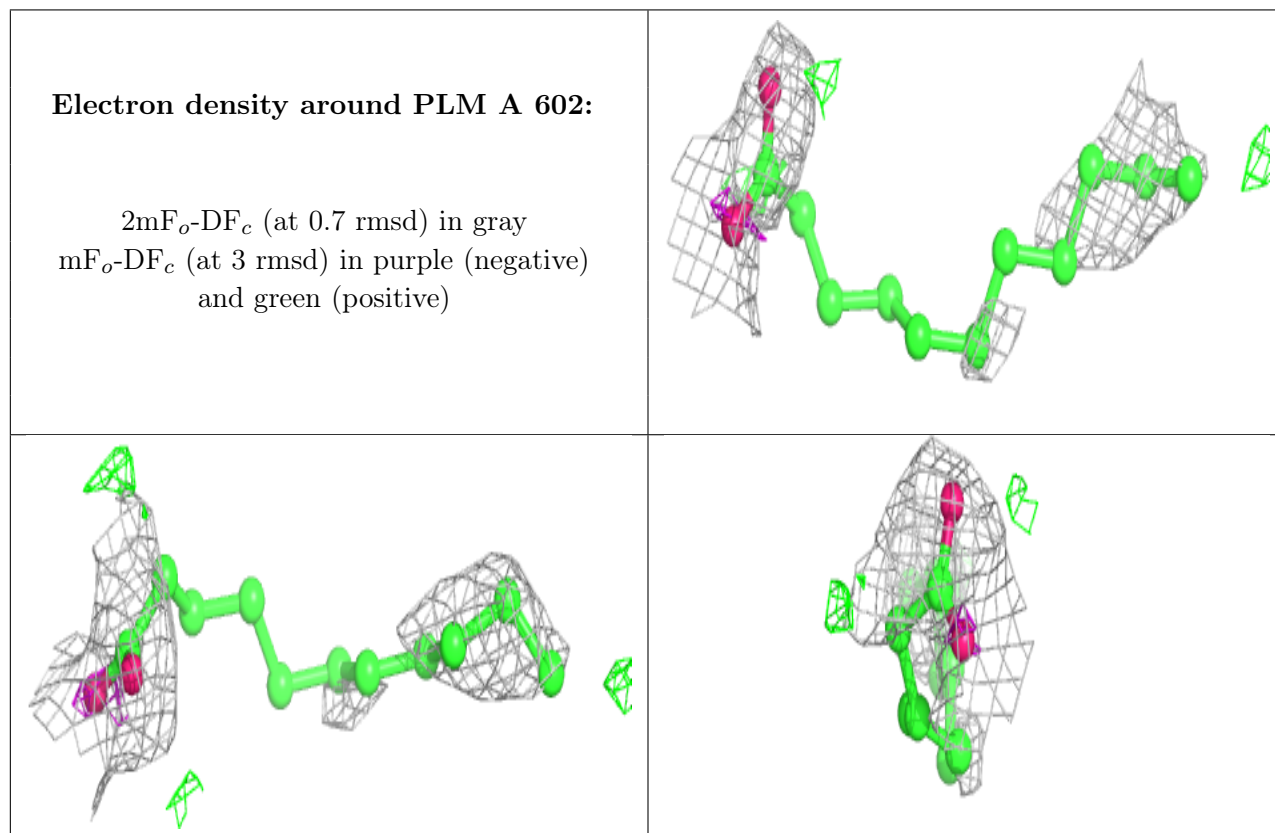 Electron density around PLM A 602:
2mFₒ-DF𝒸 (at 0.7 rmsd) in gray
mFₒ-DF𝒸 (at 3 rmsd) in purple (negative)
and green (positive)